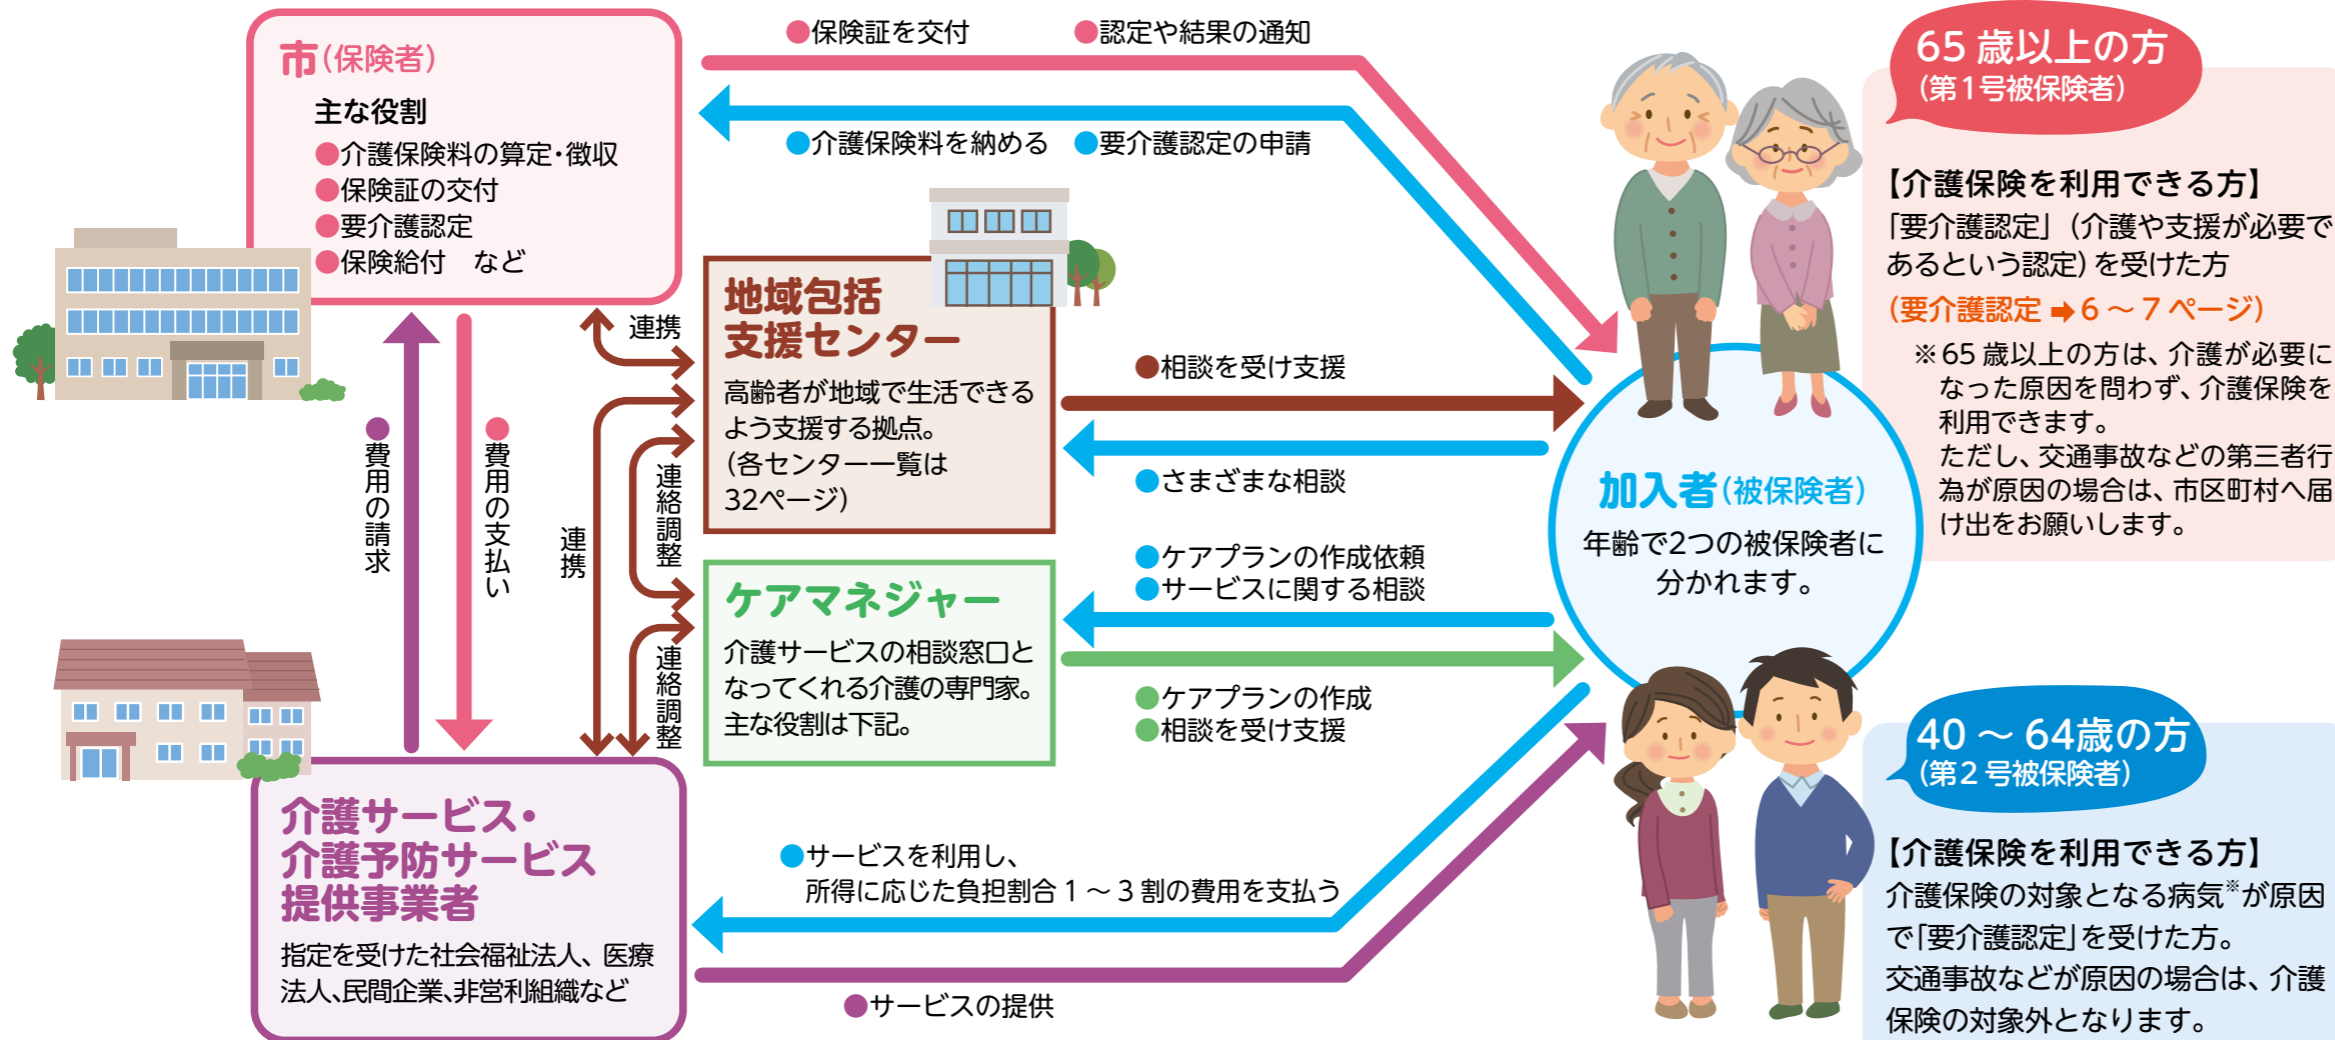 市(保険者)
主な役割
●介護保険料の算定・徴収
●保険証の交付
●要介護認定
●保険給付　など
●保険証を交付
●認定や結果の通知
●介護保険料を納める
●要介護認定の申請
連携
地域包括
支援センター
高齢者が地域で生活できる
よう支援する拠点。
(各センター一覧は
32ページ)
●相談を受け支援
●さまざまな相談
●費用の請求
●費用の支払い
連携
連絡調整
連絡調整
ケアマネジャー
介護サービスの相談窓口と
なってくれる介護の専門家。
主な役割は下記。
●ケアプランの作成依頼
●サービスに関する相談
●ケアプランの作成
●相談を受け支援
介護サービス・
介護予防サービス
提供事業者
指定を受けた社会福祉法人、医療
法人、民間企業、非営利組織など
●サービスを利用し、
所得に応じた負担割合1～3割の費用を支払う
●サービスの提供
加入者(被保険者)
年齢で2つの被保険者に
分かれます。
65歳以上の方
(第1号被保険者)
【介護保険を利用できる方】
「要介護認定」(介護や支援が必要で
あるという認定)を受けた方
(要介護認定➡6～7ページ)
※65歳以上の方は、介護が必要に
なった原因を問わず、介護保険を
利用できます。
ただし、交通事故などの第三者行
為が原因の場合は、市区町村へ届
け出をお願いします。
40～64歳の方
(第2号被保険者)
【介護保険を利用できる方】
介護保険の対象となる病気※が原因
で「要介護認定」を受けた方。
交通事故などが原因の場合は、介護
保険の対象外となります。